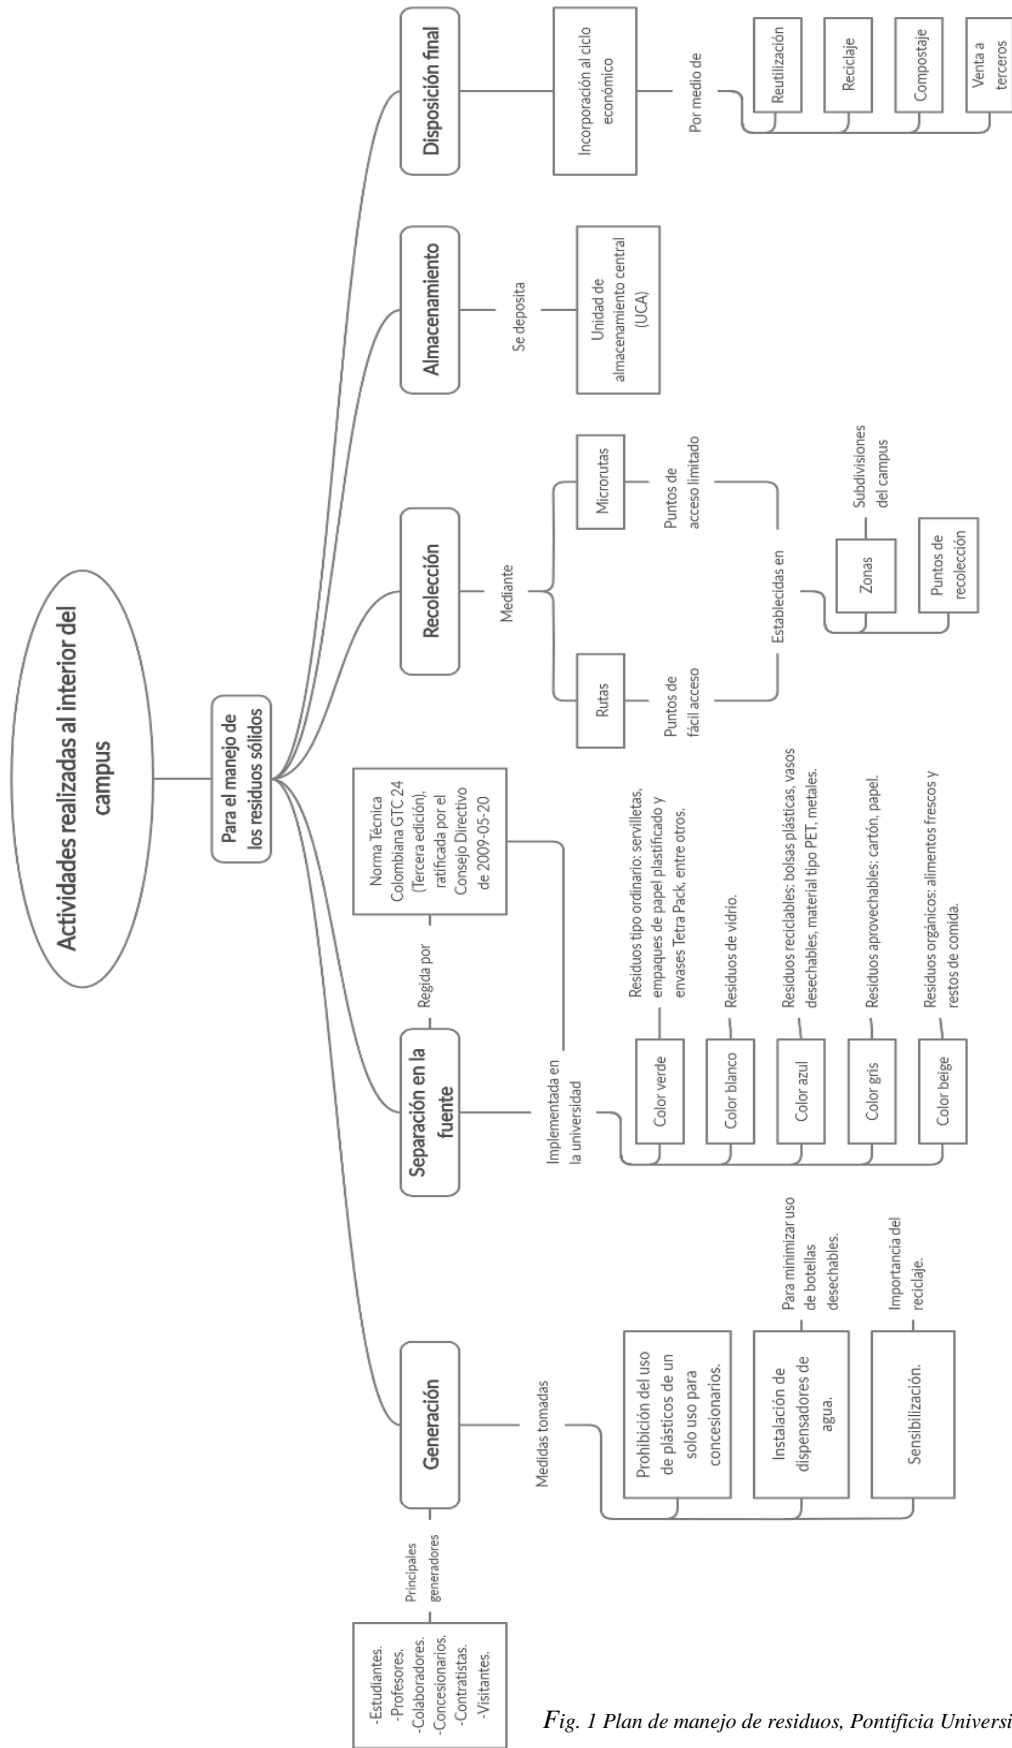 Actividades realizadas al interior del
campus
Para el manejo de
los residuos sólidos
Generación
Principales
generadores
-Estudiantes.
-Profesores.
-Colaboradores.
-Concesionarios.
-Contratistas.
-Visitantes.
Medidas tomadas
Prohibición del uso
de plásticos de un
solo uso para
concesionarios.
Instalación de
dispensadores de
agua.
Para minimizar uso
de botellas
desechables.
Sensibilización.
Importancia del
reciclaje.
Separación en la
fuente
Regida por
Norma Técnica
Colombiana GTC 24
(Tercera edición),
ratificada por el
Consejo Directivo
de 2009-05-20
Implementada en
la universidad
Color verde
Residuos tipo ordinario: servilletas,
empaques de papel plastificado y
envases Tetra Pack, entre otros.
Color blanco
Residuos de vidrio.
Color azul
Residuos reciclables: bolsas plásticas, vasos
desechables, material tipo PET, metales.
Color gris
Residuos aprovechables: cartón, papel.
Color beige
Residuos orgánicos: alimentos frescos y
restos de comida.
Recolección
Mediante
Rutas
Puntos de
fácil acceso
Microrutas
Puntos de
acceso limitado
Establecidas en
Zonas
Subdivisiones
del campus
Puntos de
recolección
Almacenamiento
Se deposita
Unidad de
almacenamiento central
(UCA)
Disposición final
Incorporación al ciclo
económico
Por medio de
Reutilización
Reciclaje
Compostaje
Venta a
terceros
Fig. 1 Plan de manejo de residuos, Pontificia Universi